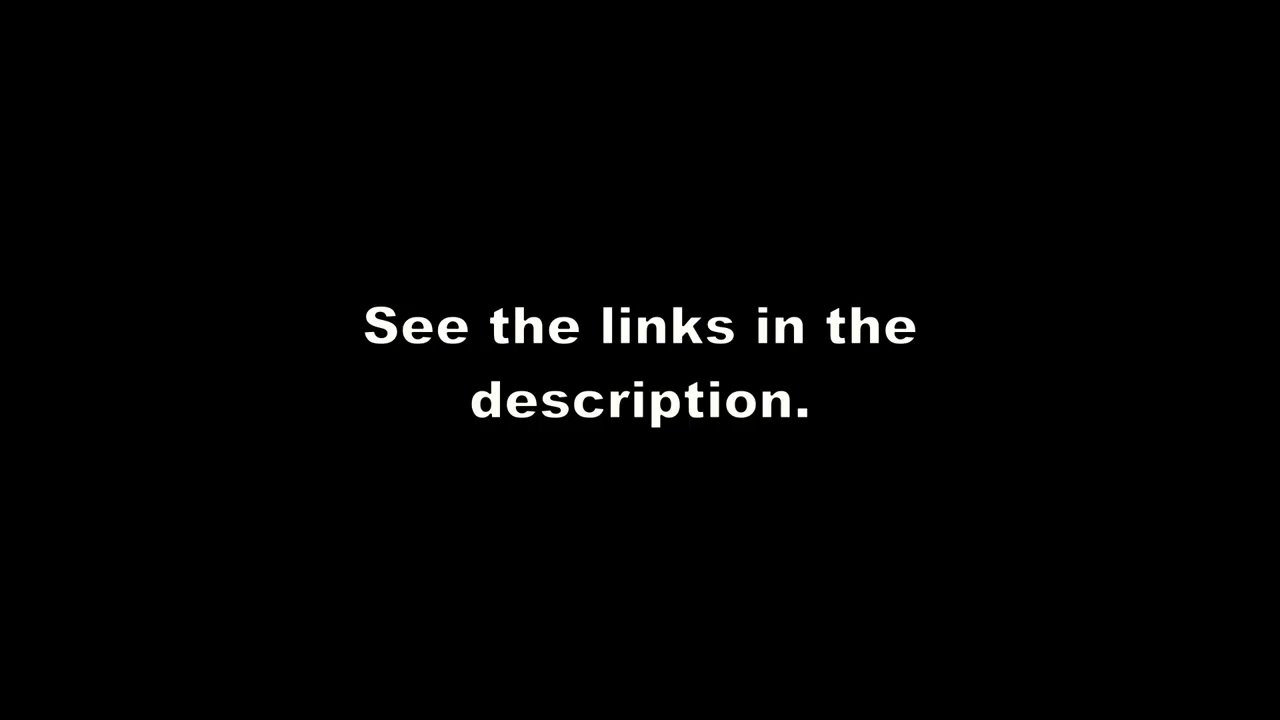 See the links in the
description.